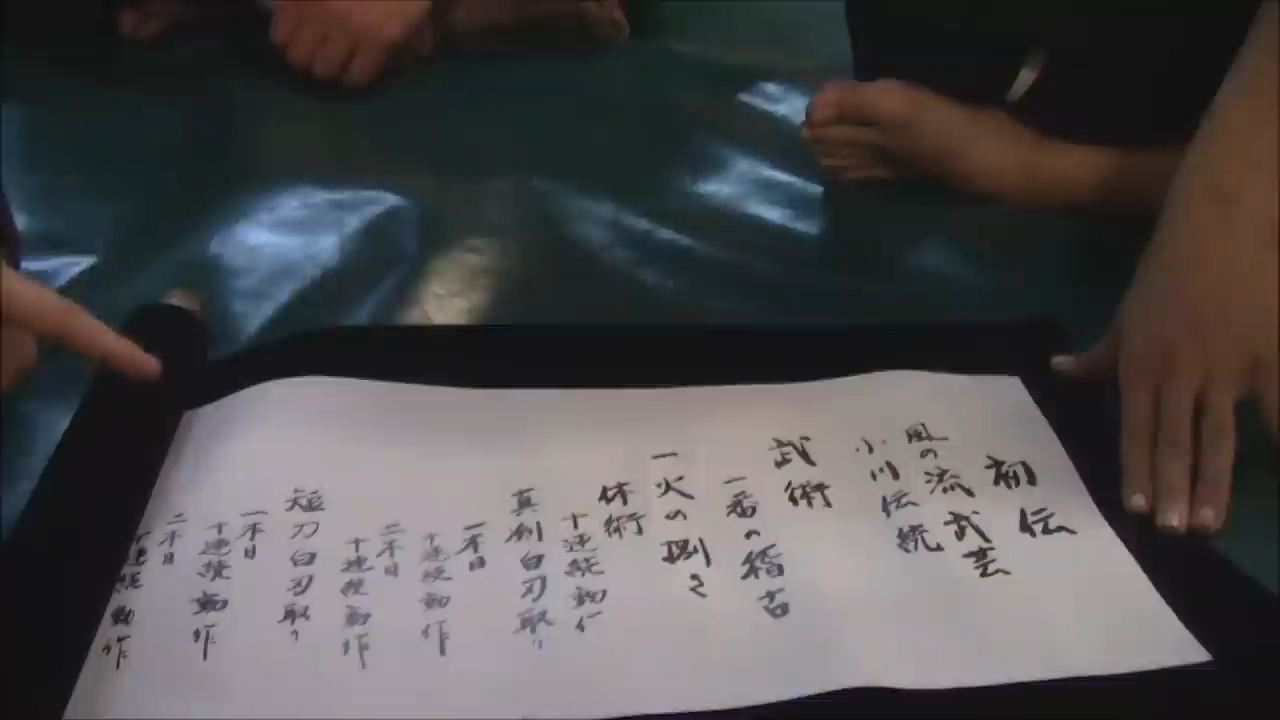 初伝
風の流武芸
小川伝統
武術
一番の稽古
一火の捌き
体術
十連続動作
真剣白刃取り
一本目
十連続動作
二本目
十連続動作
短刀白刃取り
一本目
十連続動作
二本目
十連続動作